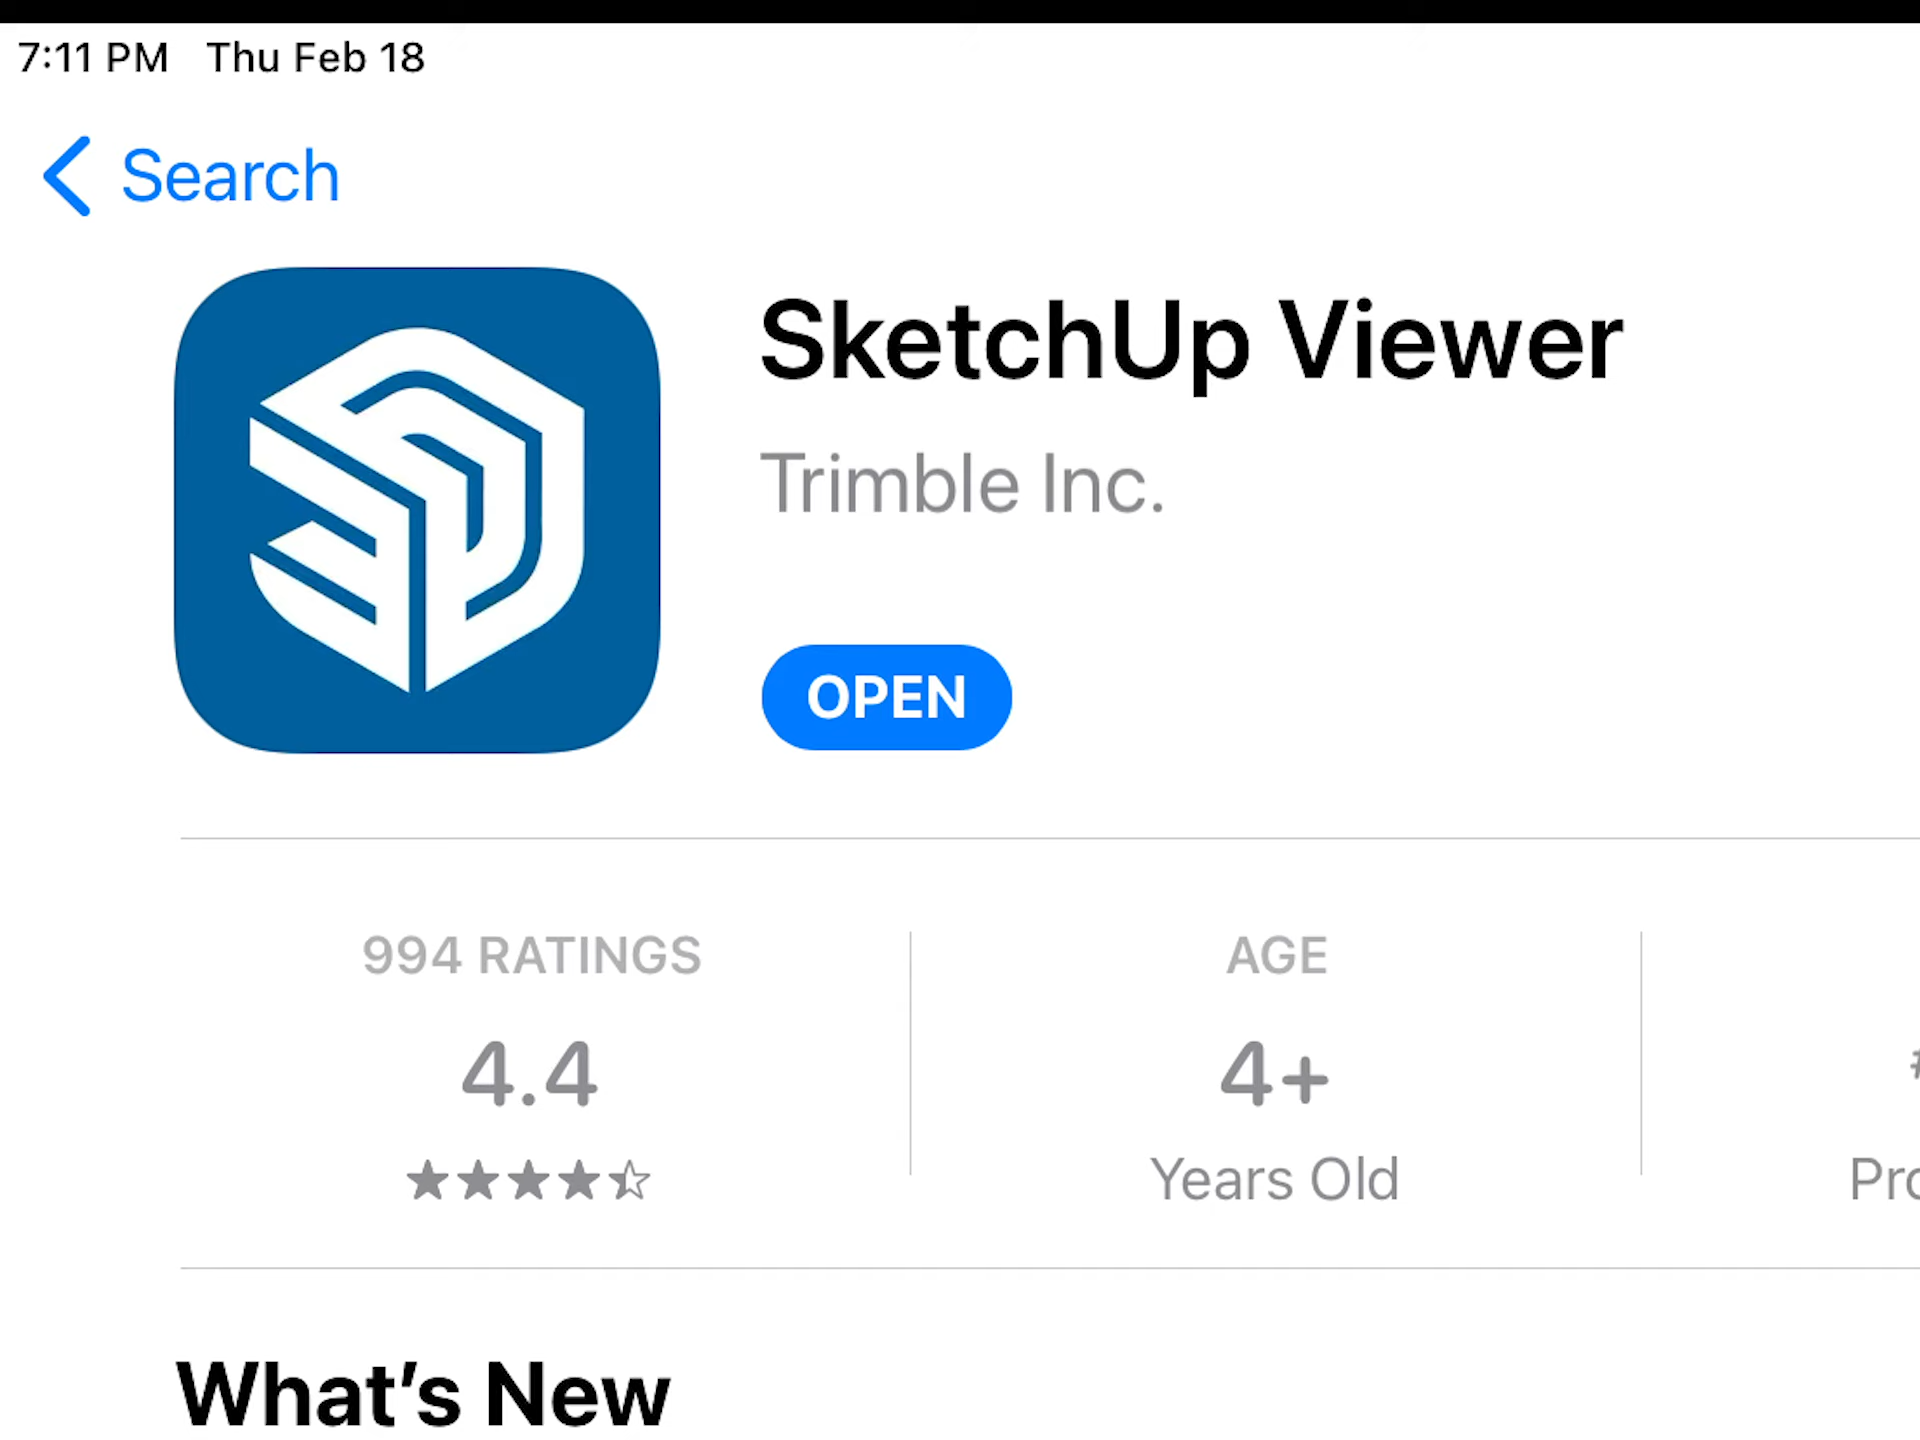 7:11 PM Thu Feb 18
Search
SketchUp Viewer
Trimble Inc.
OPEN
994 RATINGS
AGE
4.4
4+
Years Old
What's New